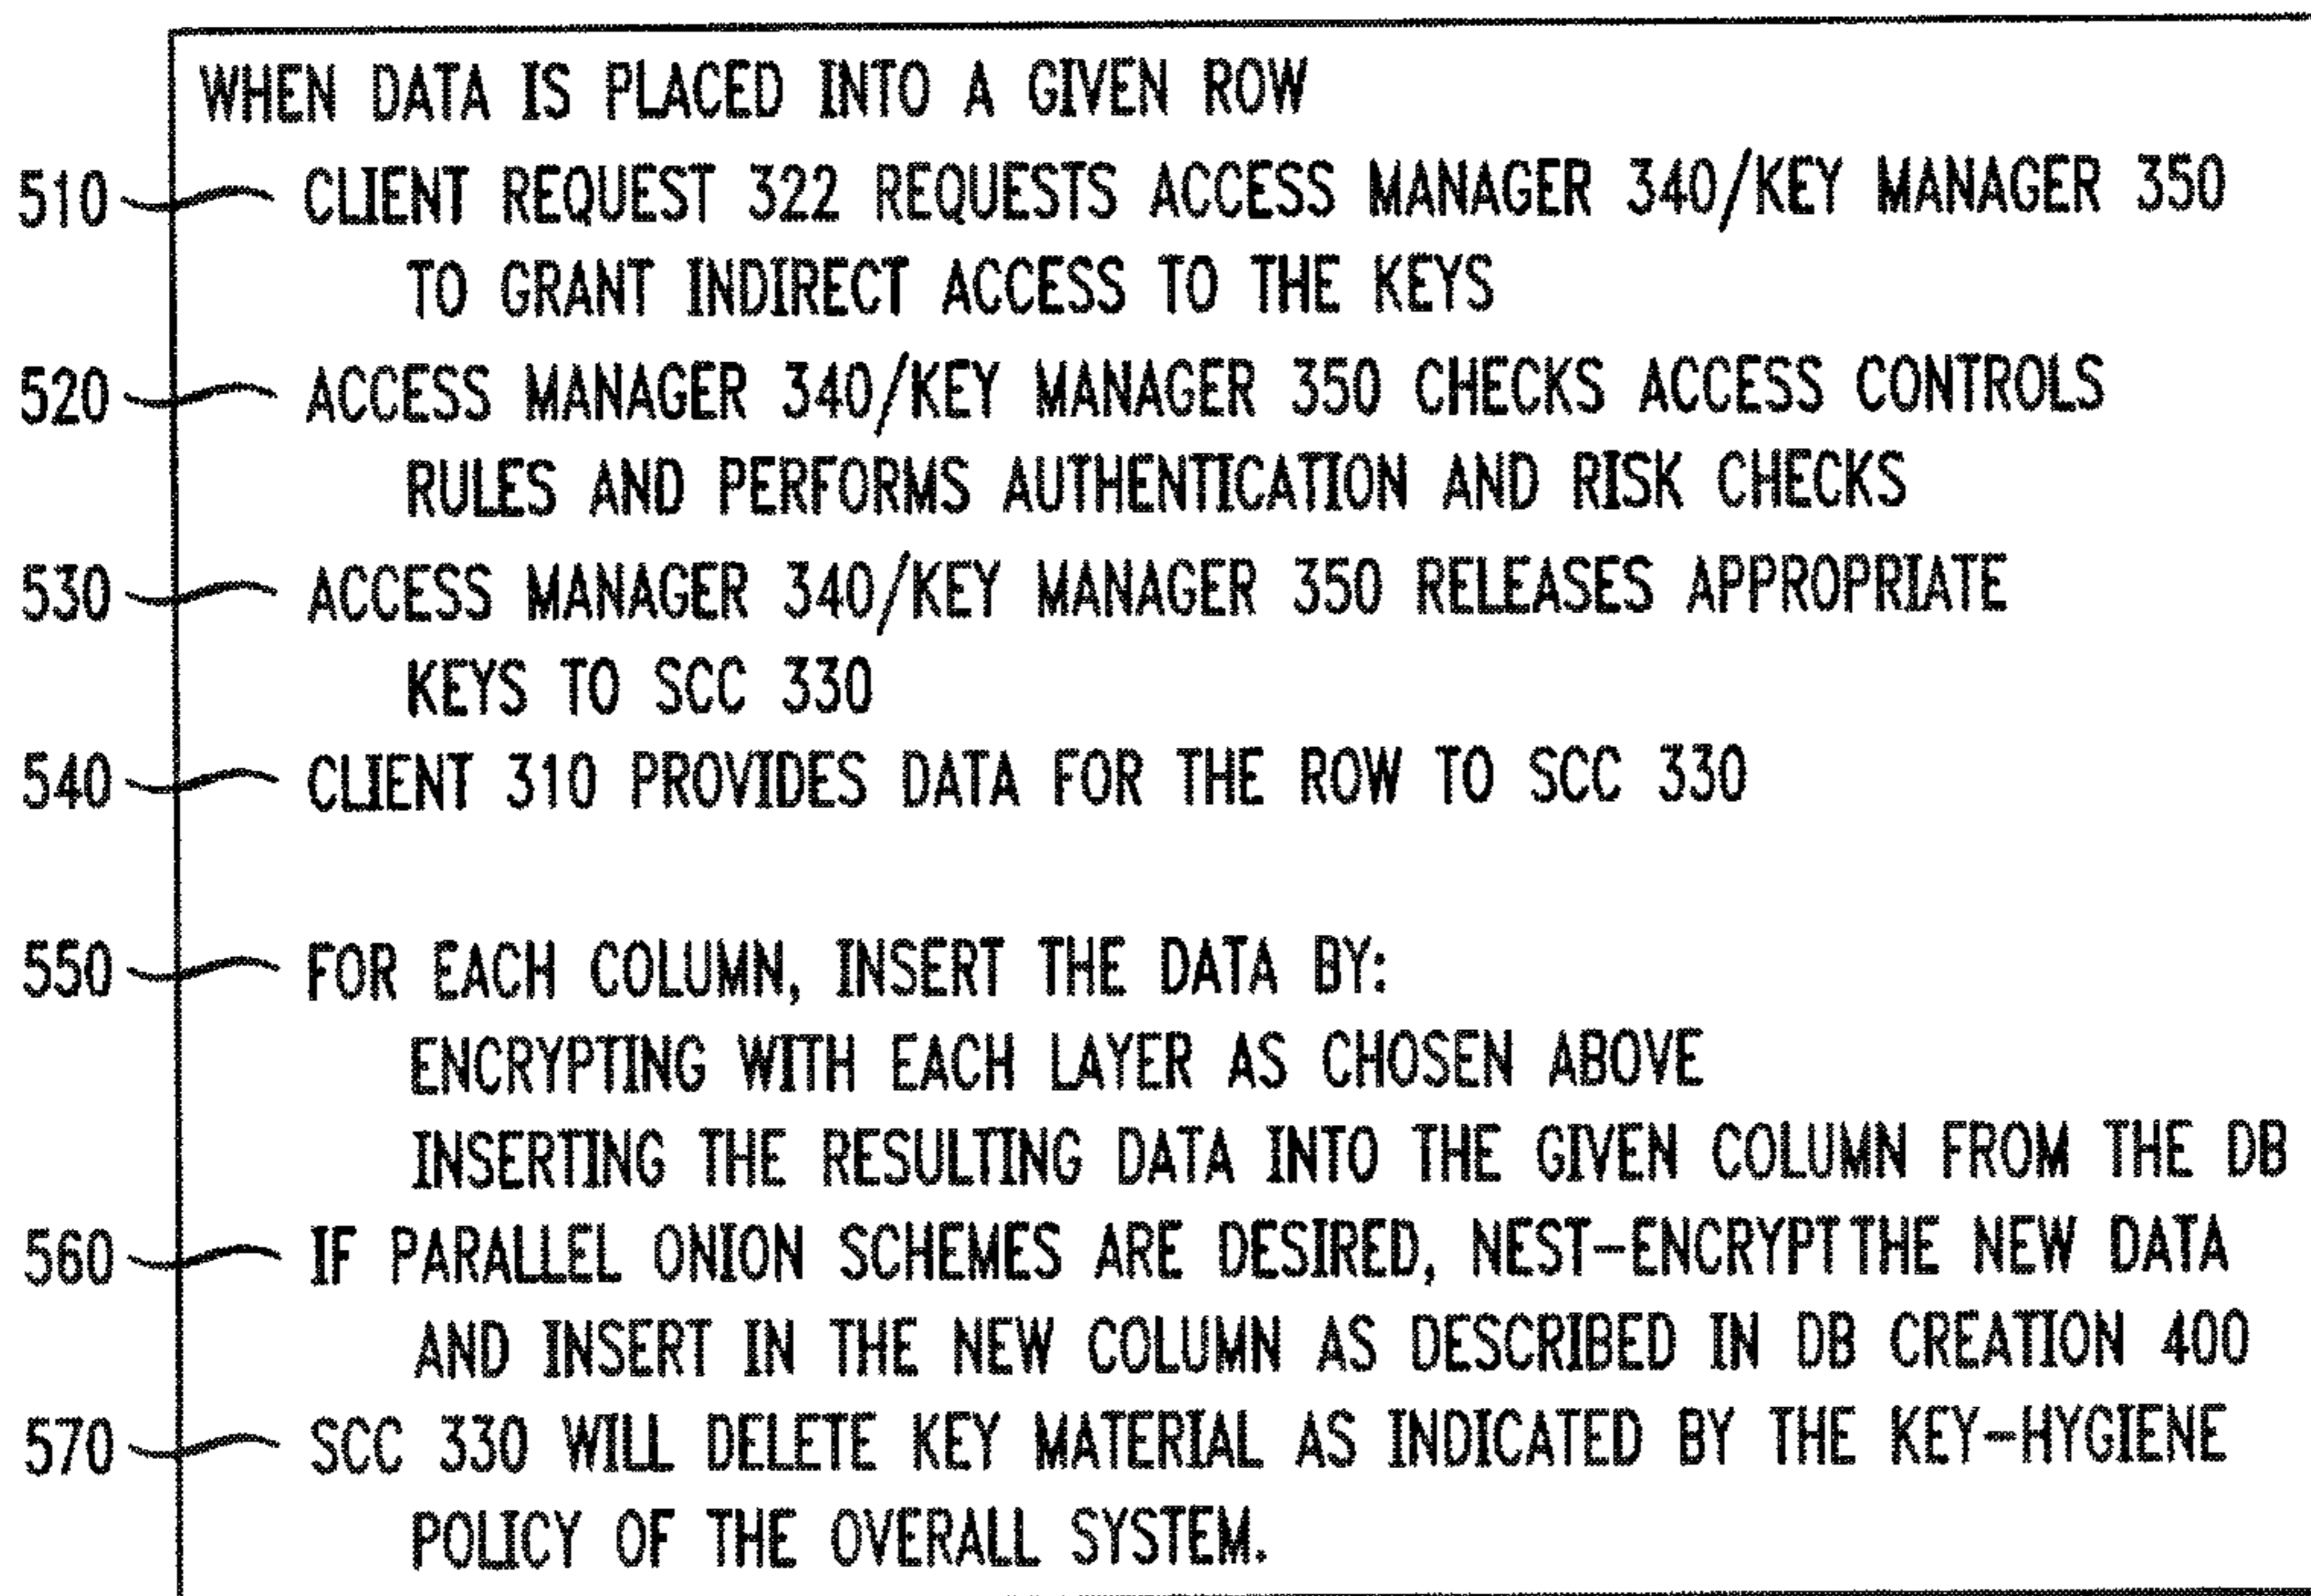 WHEN DATA IS PLACED INTO A GIVEN ROW
510 CLIENT REQUEST 322 REQUESTS ACCESS MANAGER 340/KEY MANAGER 350
TO GRANT INDIRECT ACCESS TO THE KEYS
520 ACCESS MANAGER 340/KEY MANAGER 350 CHECKS ACCESS CONTROLS
RULES AND PERFORMS AUTHENTICATION AND RISK CHECKS
530 ACCESS MANAGER 340/KEY MANAGER 350 RELEASES APPROPRIATE
KEYS TO SCC 330
540 CLIENT 310 PROVIDES DATA FOR THE ROW TO SCC 330
550 FOR EACH COLUMN, INSERT THE DATA BY:
ENCRYPTING WITH EACH LAYER AS CHOSEN ABOVE
INSERTING THE RESULTING DATA INTO THE GIVEN COLUMN FROM THE DB
560 IF PARALLEL ONION SCHEMES ARE DESIRED, NEST-ENCRYPT THE NEW DATA
AND INSERT IN THE NEW COLUMN AS DESCRIBED IN DB CREATION 400
570 SCC 330 WILL DELETE KEY MATERIAL AS INDICATED BY THE KEY-HYGIENE
POLICY OF THE OVERALL SYSTEM.